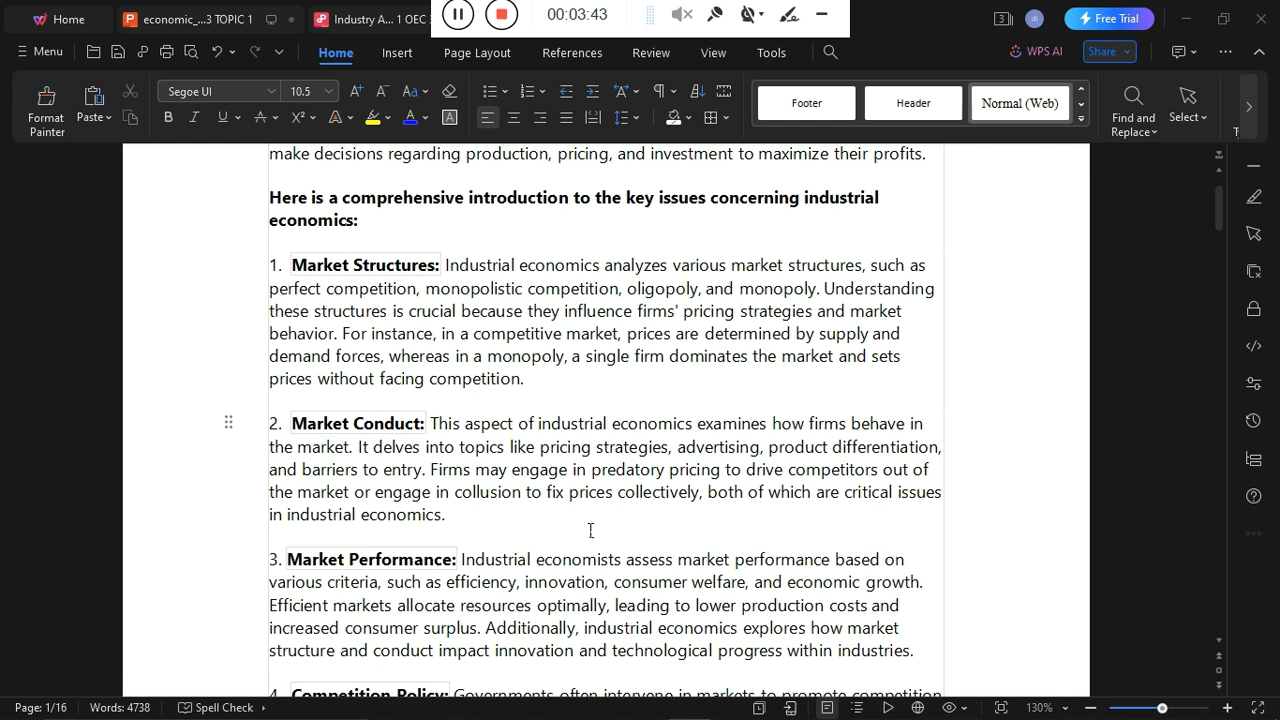 Home
economic_...S TOPIC 1
Industry A... 1 OEC
00:03:43
Free Trial
Menu
Home
Insert
Page Layout
References
Review
View
Tools
WPS AI
Share
Format
Painter
Paste
Segoe UI
10.5
Footer
Header
Normal (Web)
Find and
Replace
Select
make decisions regarding production, pricing, and investment to maximize their profits.
Here is a comprehensive introduction to the key issues concerning industrial
economics:
1. Market Structures: Industrial economics analyzes various market structures, such as
perfect competition, monopolistic competition, oligopoly, and monopoly. Understanding
these structures is crucial because they influence firms' pricing strategies and market
behavior. For instance, in a competitive market, prices are determined by supply and
demand forces, whereas in a monopoly, a single firm dominates the market and sets
prices without facing competition.
2. Market Conduct: This aspect of industrial economics examines how firms behave in
the market. It delves into topics like pricing strategies, advertising, product differentiation,
and barriers to entry. Firms may engage in predatory pricing to drive competitors out of
the market or engage in collusion to fix prices collectively, both of which are critical issues
in industrial economics.
3. Market Performance: Industrial economists assess market performance based on
various criteria, such as efficiency, innovation, consumer welfare, and economic growth.
Efficient markets allocate resources optimally, leading to lower production costs and
increased consumer surplus. Additionally, industrial economics explores how market
structure and conduct impact innovation and technological progress within industries.
4. Competition Policy: Governments often intervene in markets to promote competition
Page: 1/16
Words: 4738
Spell Check
130%